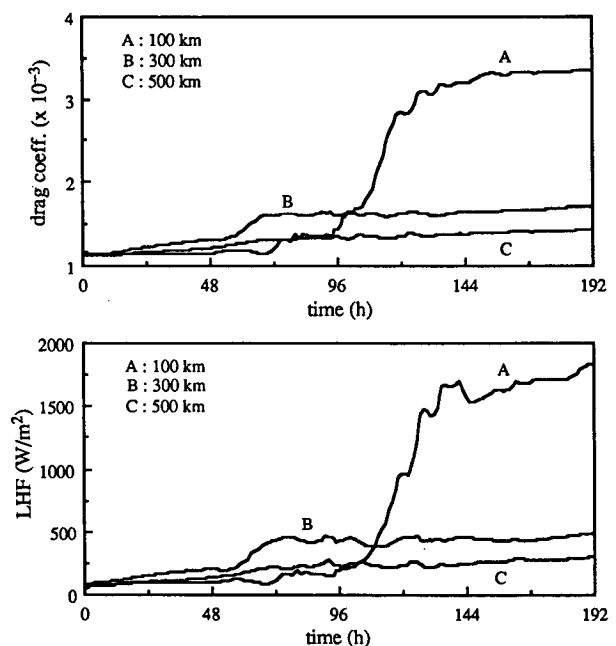 4
A : 100 km
B : 300 km
C : 500 km
A
3
drag coeff. (x 10⁻³)
2
B
C
1
0 48 96 144 192
time (h)
2000
A : 100 km
B : 300 km
C : 500 km
A
1500
LHF (W/m²)
1000
B
500
C
0
0 48 96 144 192
time (h)